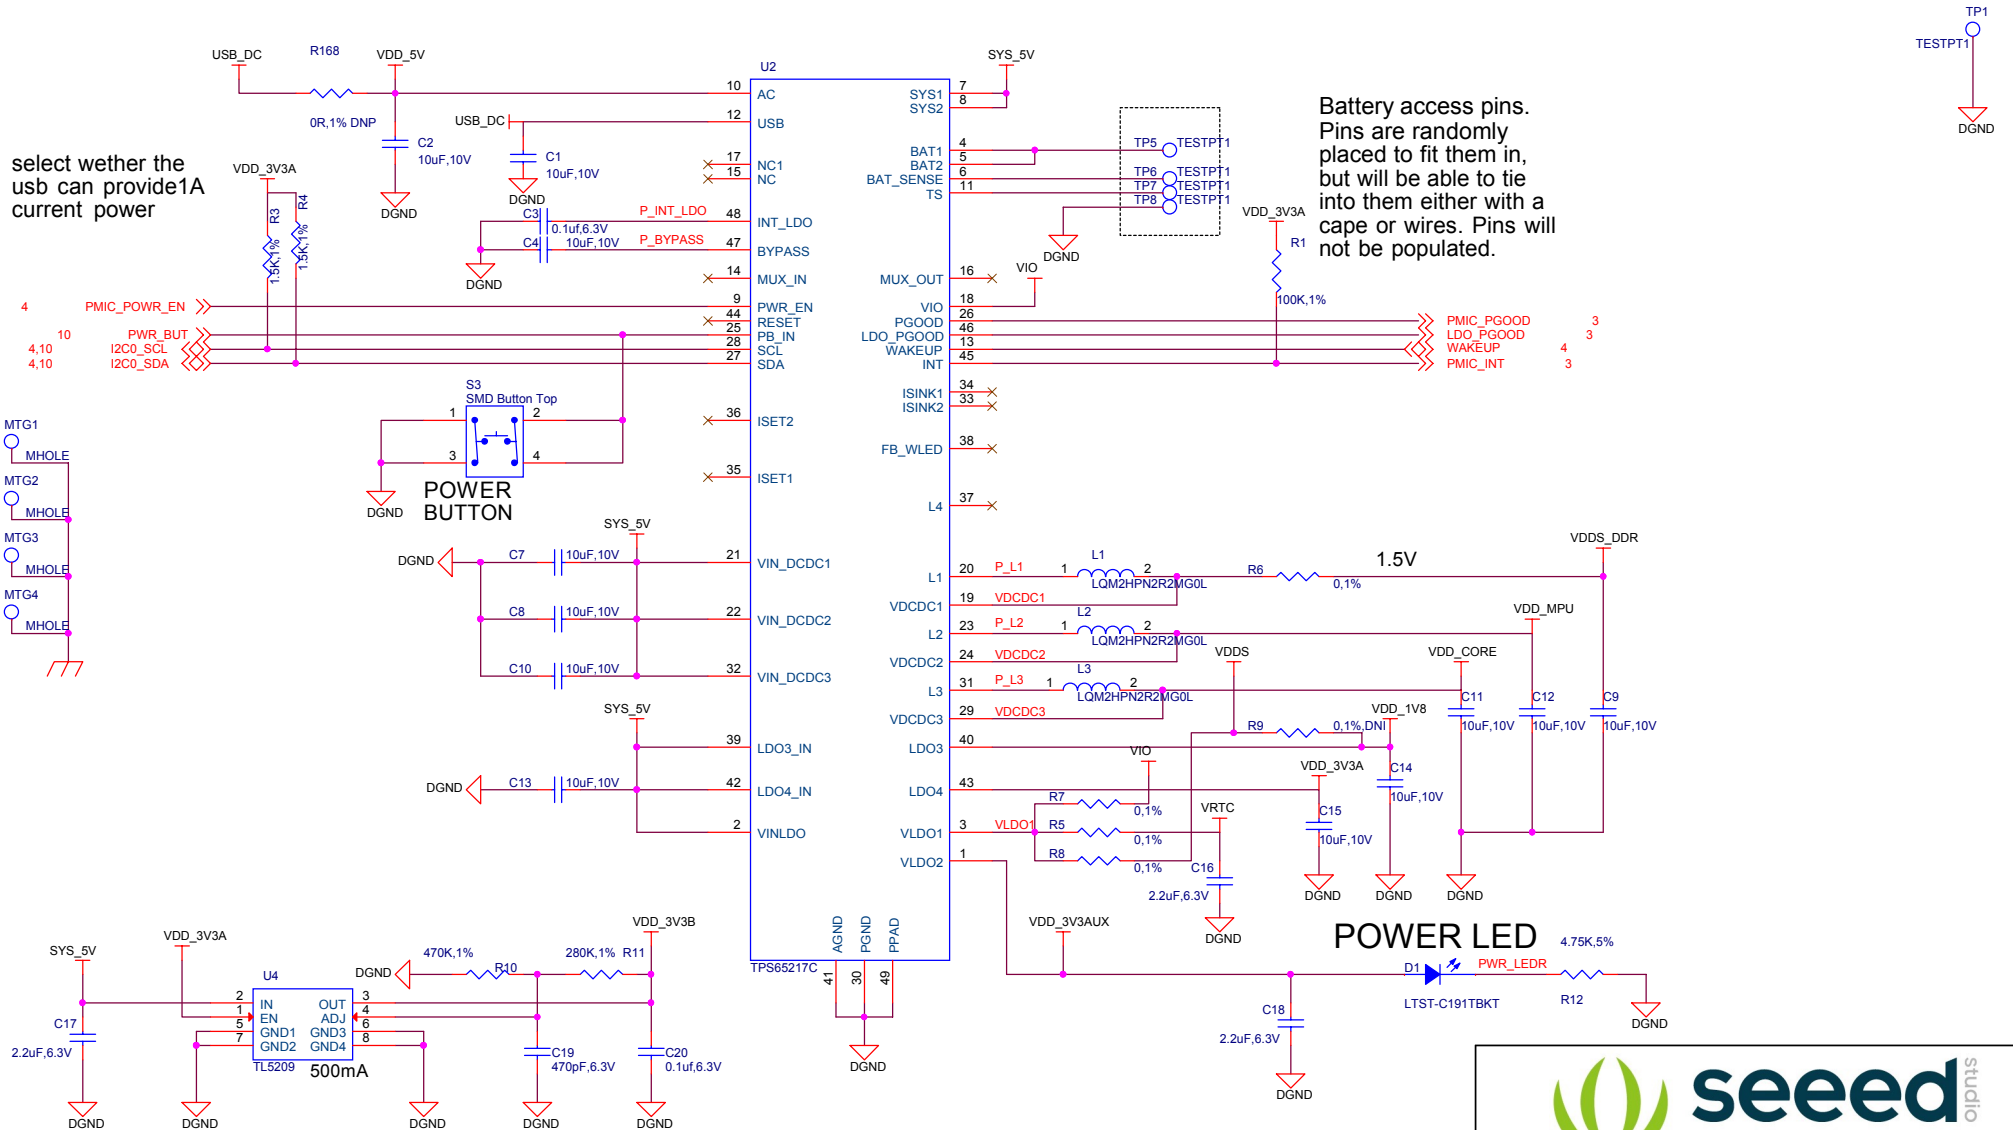 TP1
TESTPT1
DGND
USB_DC
R168
VDD_5V
0R,1% DNP
C2
10uF,10V
DGND
USB_DC
C1
10uF,10V
DGND
select wether the
usb can provide1A
current power
VDD_3V3A
R3
1.5K,1%
R4
1.5K,1%
C3
0.1uf,6.3V
P_INT_LDO
C4
10uF,10V
P_BYPASS
DGND
4
PMIC_POWR_EN
10
PWR_BUT
4,10
I2C0_SCL
4,10
I2C0_SDA
S3
SMD Button Top
1
2
3
4
POWER
BUTTON
DGND
MTG1
MHOLE
MTG2
MHOLE
MTG3
MHOLE
MTG4
MHOLE
U2
10 AC
12 USB
17 NC1
15 NC
48 INT_LDO
47 BYPASS
14 MUX_IN
9 PWR_EN
44 RESET
25 PB_IN
28 SCL
27 SDA
36 ISET2
35 ISET1
21 VIN_DCDC1
22 VIN_DCDC2
32 VIN_DCDC3
39 LDO3_IN
42 LDO4_IN
2 VINLDO
SYS1 7
SYS2 8
BAT1 4
BAT2 5
BAT_SENSE 6
TS 11
MUX_OUT 16
VIO 18
PGOOD 26
LDO_PGOOD 46
WAKEUP 13
INT 45
ISINK1 34
ISINK2 33
FB_WLED 38
L4 37
L1 20
VDCDC1 19
L2 23
VDCDC2 24
L3 31
VDCDC3 29
LDO3 40
LDO4 43
VLDO1 3
VLDO2 1
AGND
PGND
PPAD
41
30
49
TPS65217C
DGND
SYS_5V
TP5 TESTPT1
TP6 TESTPT1
TP7 TESTPT1
TP8 TESTPT1
DGND
Battery access pins.
Pins are randomly
placed to fit them in,
but will be able to tie
into them either with a
cape or wires. Pins will
not be populated.
VDD_3V3A
R1
100K,1%
VIO
PMIC_PGOOD 3
LDO_PGOOD 3
WAKEUP 4
PMIC_INT 3
SYS_5V
DGND
C7 10uF,10V
C8 10uF,10V
C10 10uF,10V
SYS_5V
DGND
C13 10uF,10V
P_L1
1
L1
2
LQM2HPN2R2MG0L
R6
0,1%
1.5V
VDDS_DDR
VDCDC1
P_L2
1
L2
2
LQM2HPN2R2MG0L
VDD_MPU
VDCDC2
P_L3
1
L3
2
LQM2HPN2R2MG0L
VDDS
VDD_CORE
VDCDC3
R9
0,1%,DNI
VDD_1V8
C11
10uF,10V
C12
10uF,10V
C9
10uF,10V
VIO
VDD_3V3A
C14
10uF,10V
R7
0,1%
VLDO1
R5
0,1%
R8
0,1%
VRTC
C15
10uF,10V
C16
2.2uF,6.3V
DGND
DGND
DGND
DGND
VDD_3V3AUX
POWER LED
D1
LTST-C191TBKT
PWR_LEDR
4.75K,5%
R12
DGND
C18
2.2uF,6.3V
DGND
SYS_5V
VDD_3V3A
C17
2.2uF,6.3V
U4
2 IN
1 EN
5 GND1
7 GND2
OUT 3
ADJ 4
GND3 6
GND4 8
TL5209
500mA
DGND
470K,1%
R10
280K,1% R11
VDD_3V3B
C19
470pF,6.3V
C20
0.1uf,6.3V
DGND
DGND
DGND
DGND
DGND
seeed
studio